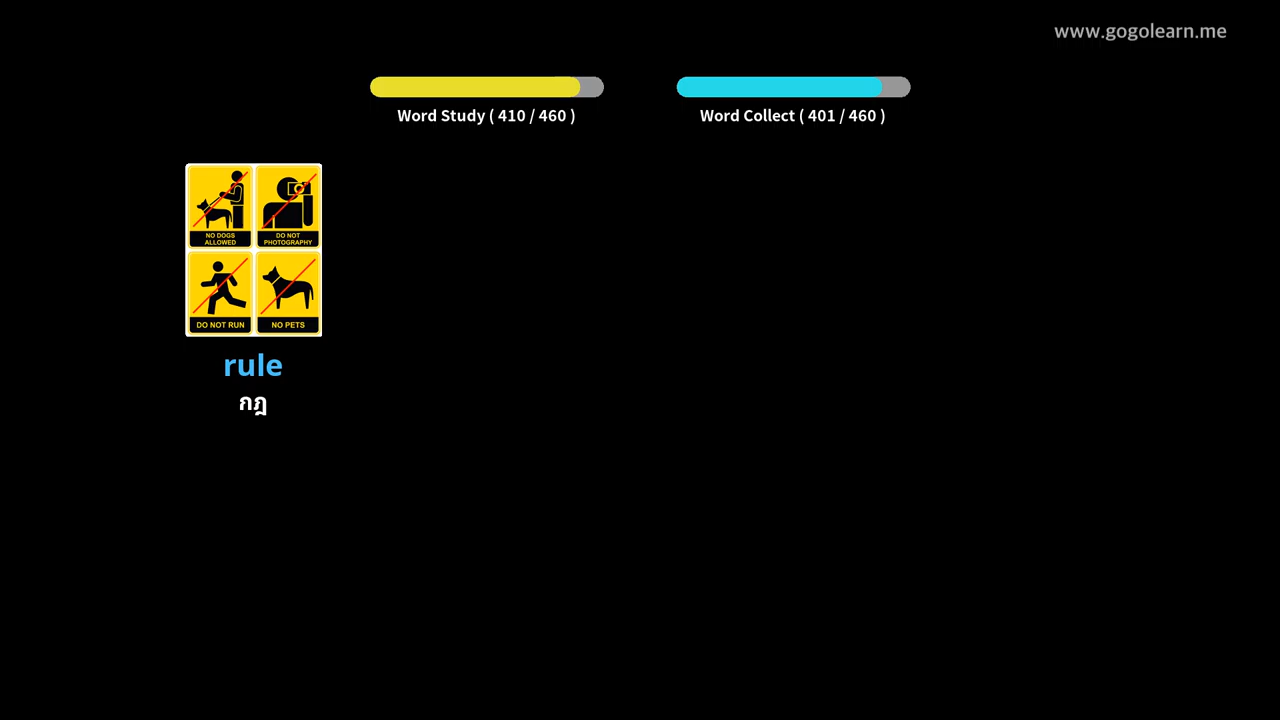 www.gogolearn.me
Word Study ( 410 / 460 )
Word Collect ( 401 / 460 )
NO DOGS
ALLOWED
DO NOT
PHOTOGRAPHY
DO NOT RUN
NO PETS
rule
กฎ